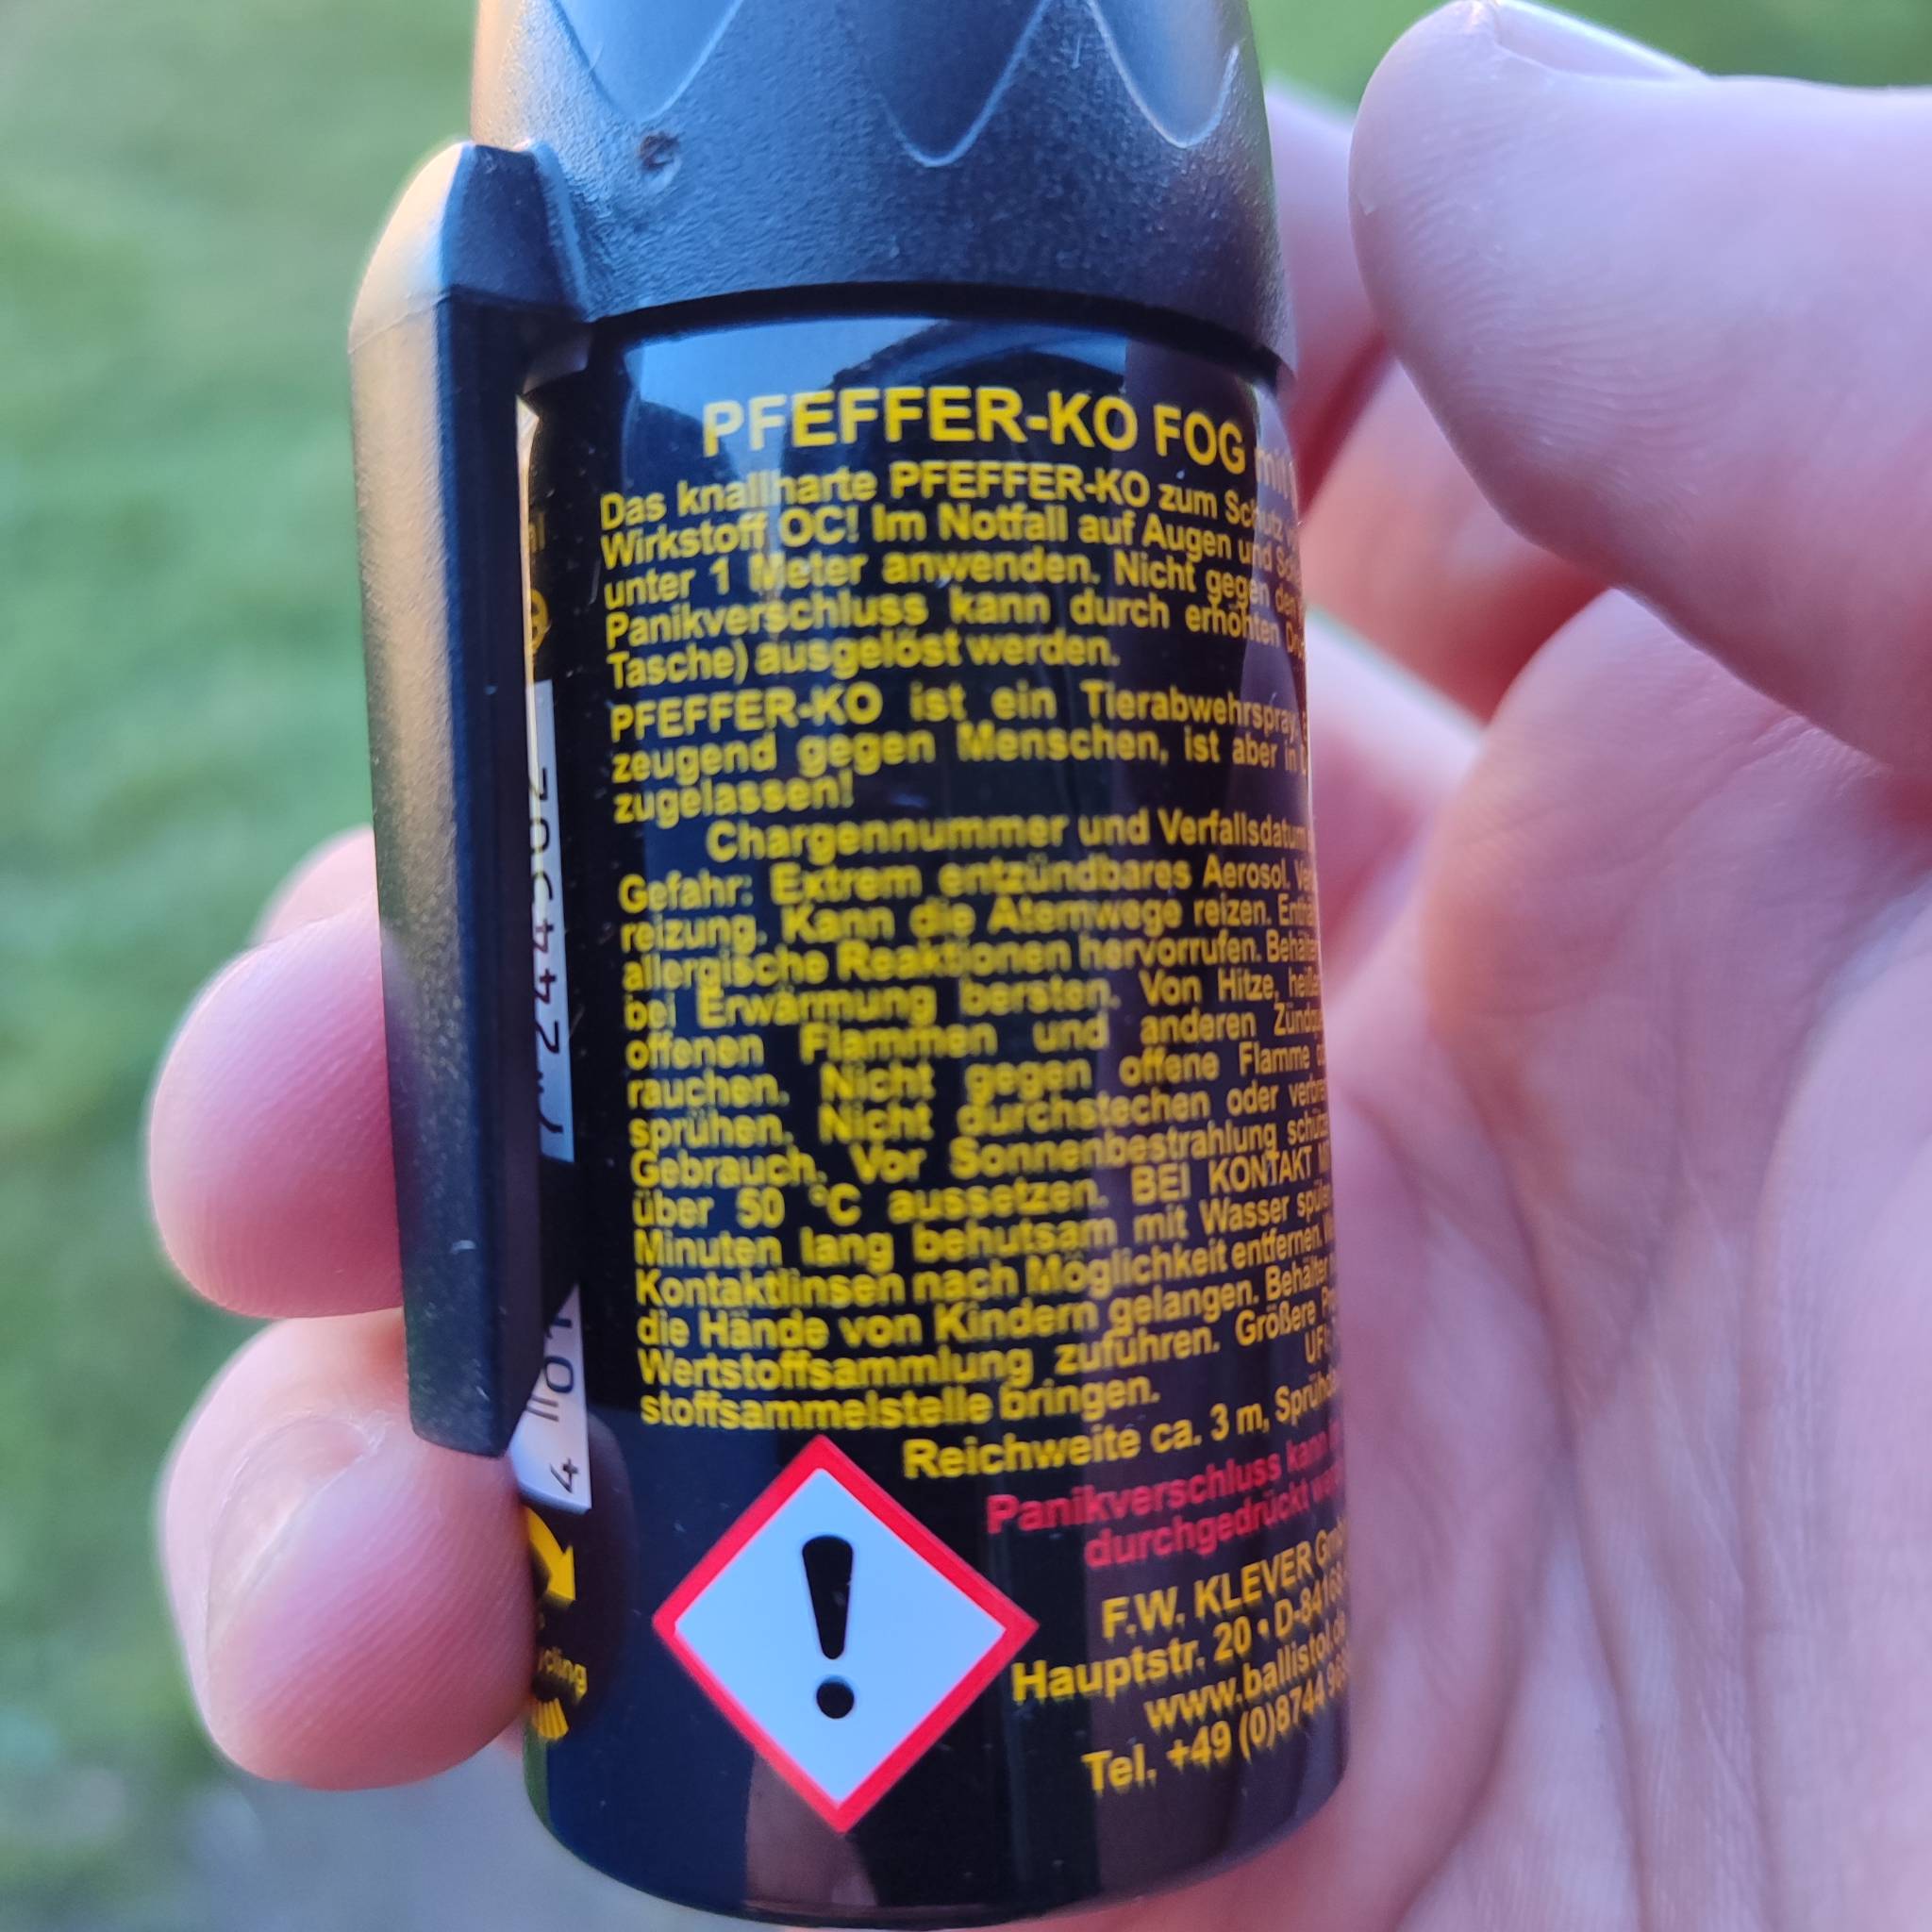 PFEFFER-KO FOG mit
Das knallharte PFEFFER-KO zum Schutz
Wirkstoff OC! Im Notfall auf Augen und
unter 1 Meter anwenden. Nicht gegen den
Panikverschluss kann durch erhöhten
Tasche) ausgelöst werden.
PFEFFER-KO ist ein Tierabwehrspray,
zeugend gegen Menschen, ist aber in
zugelassen!
Chargennummer und Verfallsdatum
Gefahr: Extrem entzündbares Aerosol.
reizung. Kann die Atemwege reizen.
allergische Reaktionen hervorrufen. Behälter
bei Erwärmung bersten. Von Hitze,
offenen Flammen und anderen
rauchen. Nicht gegen offene Flamme
sprühen. Nicht durchstechen oder
Gebrauch. Vor Sonnenbestrahlung
über 50 °C aussetzen. BEI KONTAKT
Minuten lang behutsam mit Wasser
Kontaktlinsen nach Möglichkeit entfernen.
die Hände von Kindern gelangen. Behälter
Wertstoffsammlung zuführen. Größere
stoffsammelstelle bringen.
Reichweite ca. 3 m,
Panikverschluss kann
durchgedrückt
F.W. KLEVER
Hauptstr. 20 •
www.ballistol.de
Tel. +49 (0)8744